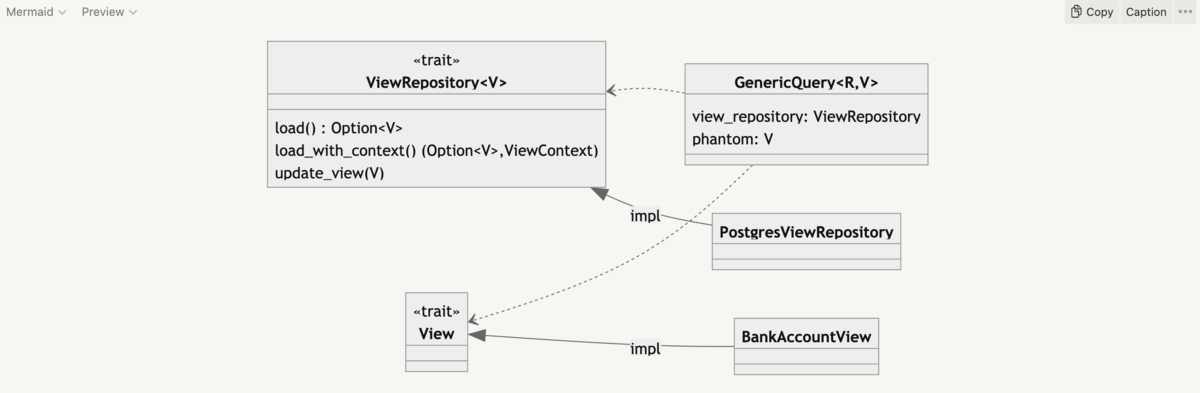 Mermaid Preview Copy Caption
«trait»
ViewRepository<V>
load() : Option<V>
load_with_context() (Option<V>,ViewContext)
update_view(V)
GenericQuery<R,V>
view_repository: ViewRepository
phantom: V
impl
PostgresViewRepository
«trait»
View
impl
BankAccountView